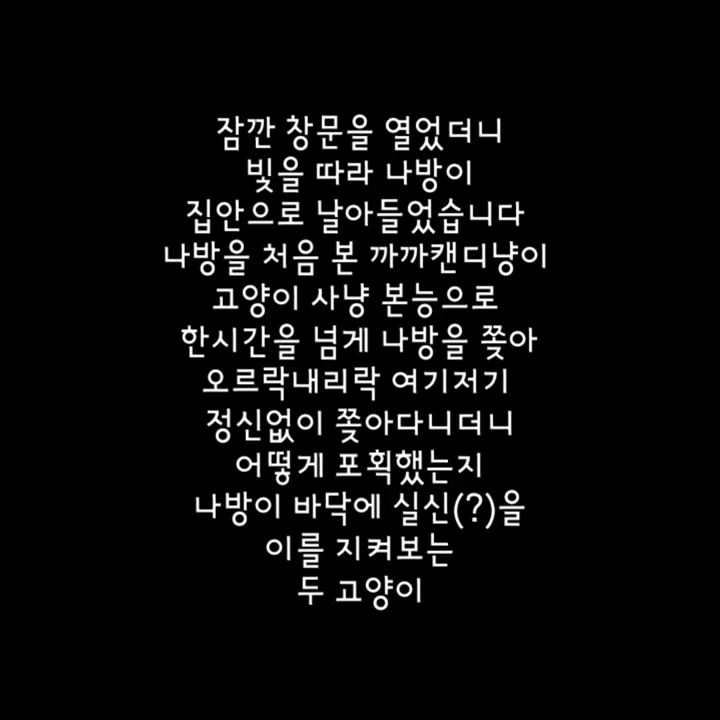 잠깐 창문을 열었더니
빛을 따라 나방이
집안으로 날아들었습니다
나방을 처음 본 까까캔디냥이
고양이 사냥 본능으로
한시간을 넘게 나방을 쫒아
오르락내리락 여기저기
정신없이 쫒아다니더니
어떻게 포획했는지
나방이 바닥에 실신(?)을
이를 지켜보는
두 고양이